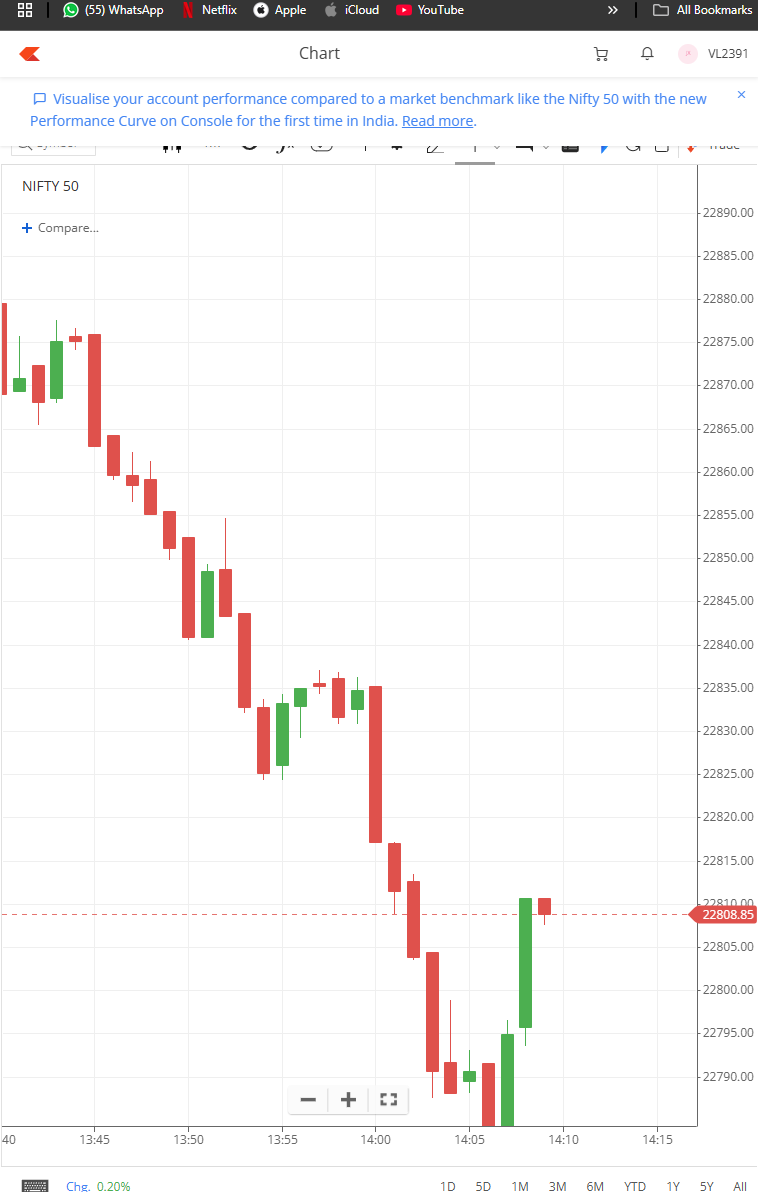 (55) WhatsApp Netflix Apple iCloud YouTube » All Bookmarks
Chart VL2391
Visualise your account performance compared to a market benchmark like the Nifty 50 with the new
Performance Curve on Console for the first time in India. Read more.
NIFTY 50
Compare...
22890.00
22885.00
22880.00
22875.00
22870.00
22865.00
22860.00
22855.00
22850.00
22845.00
22840.00
22835.00
22830.00
22825.00
22820.00
22815.00
22810.00
22808.85
22805.00
22800.00
22795.00
22790.00
40 13:45 13:50 13:55 14:00 14:05 14:10 14:15
Chg. 0.20% 1D 5D 1M 3M 6M YTD 1Y 5Y All